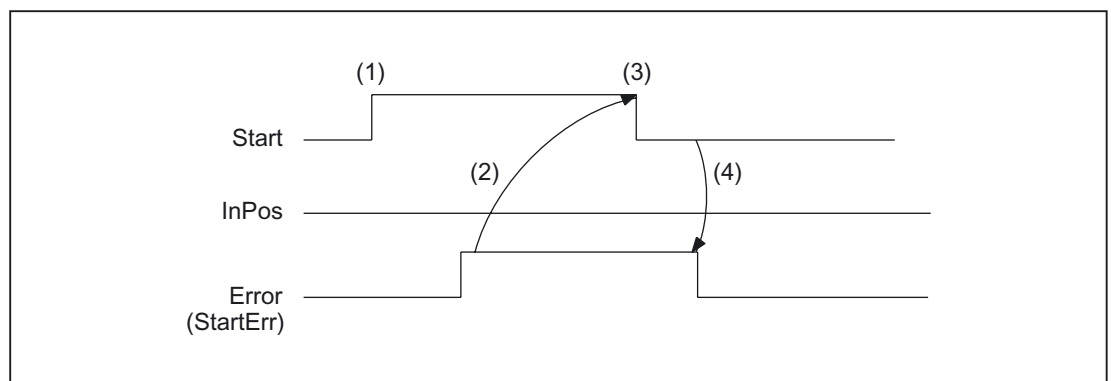 (1)
(3)
Start
(2)
(4)
InPos
Error
(StartErr)